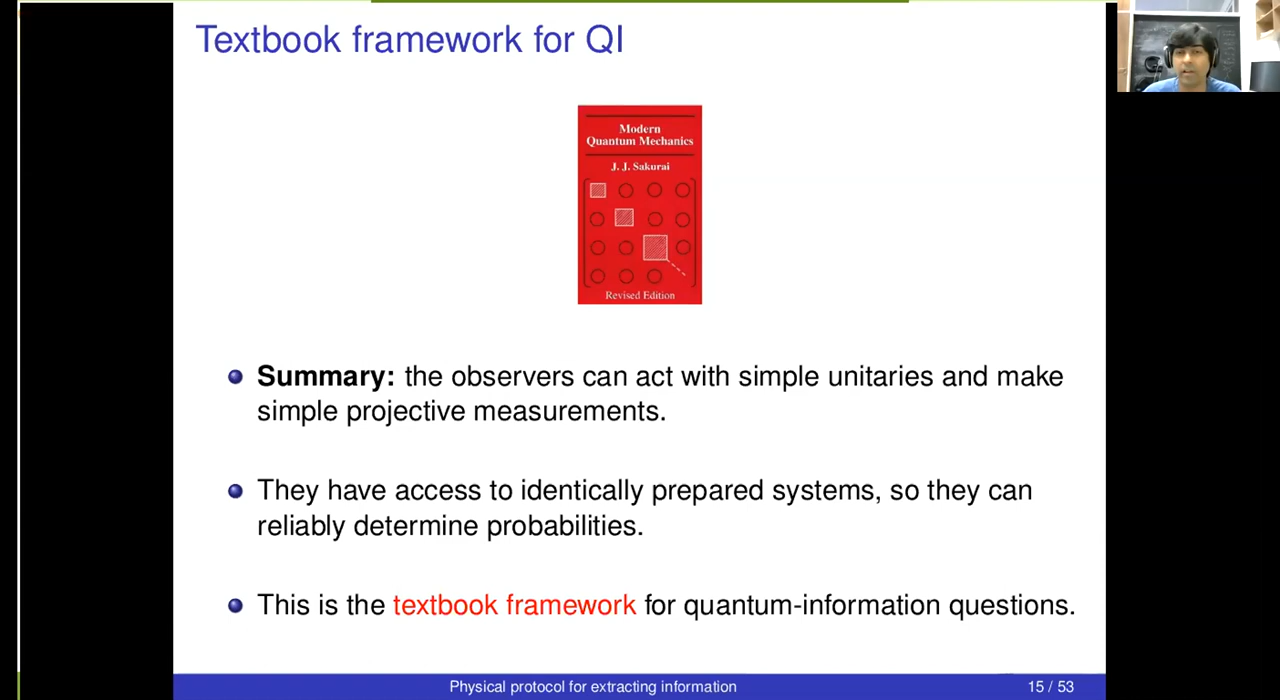 Textbook framework for QI
Modern
Quantum Mechanics
J. J. Sakurai
Revised Edition
Summary: the observers can act with simple unitaries and make
simple projective measurements.
They have access to identically prepared systems, so they can
reliably determine probabilities.
This is the textbook framework for quantum-information questions.
Physical protocol for extracting information
15 / 53